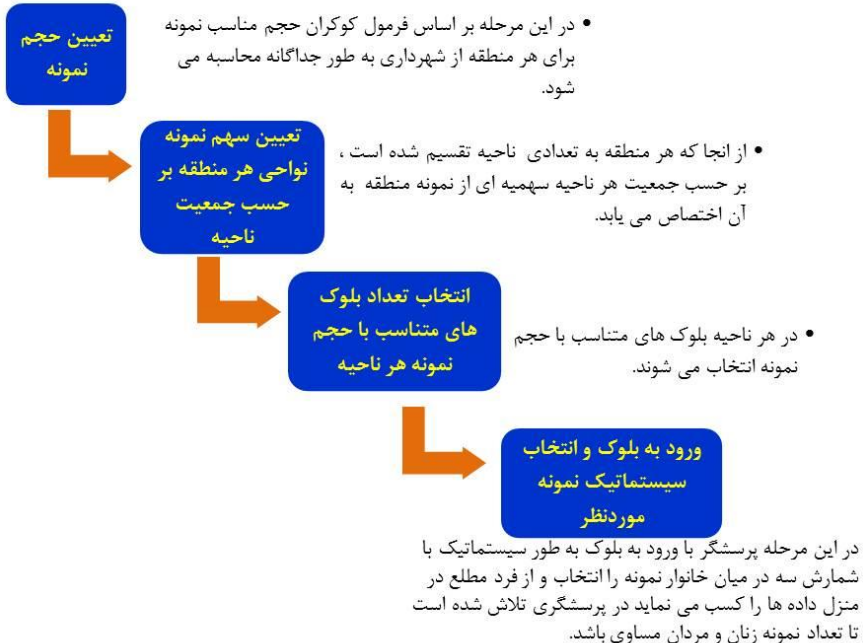 تعیین حجم
نمونه
• در این مرحله بر اساس فرمول کوکران حجم مناسب نمونه
برای هر منطقه از شهرداری به طور جداگانه محاسبه می
شود.
تعیین سهم نمونه
نواحی هر منطقه بر
حسب جمعیت
ناحیه
• از انجا که هر منطقه به تعدادی ناحیه تقسیم شده است ،
بر حسب جمعیت هر ناحیه سهمیه ای از نمونه منطقه به
آن اختصاص می یابد.
انتخاب تعداد بلوک
های متناسب با حجم
نمونه هر ناحیه
• در هر ناحیه بلوک های متناسب با حجم
نمونه انتخاب می شوند.
ورود به بلوک و انتخاب
سیستماتیک نمونه
موردنظر
در این مرحله پرسشگر با ورود به بلوک به طور سیستماتیک با
شمارش سه در میان خانوار نمونه را انتخاب و از فرد مطلع در
منزل داده ها را کسب می نماید در پرسشگری تلاش شده است
تا تعداد نمونه زنان و مردان مساوی باشد.